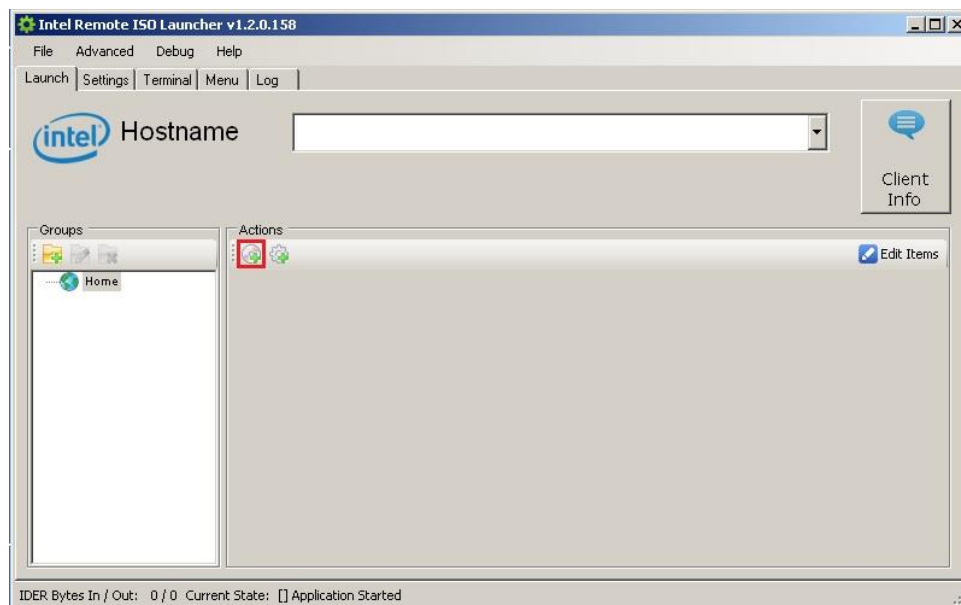 Intel Remote ISO Launcher v1.2.0.158
File Advanced Debug Help
Launch Settings Terminal Menu Log
intel Hostname
Client
Info
Groups
Actions
Edit Items
Home
IDER Bytes In / Out: 0 / 0 Current State: [] Application Started